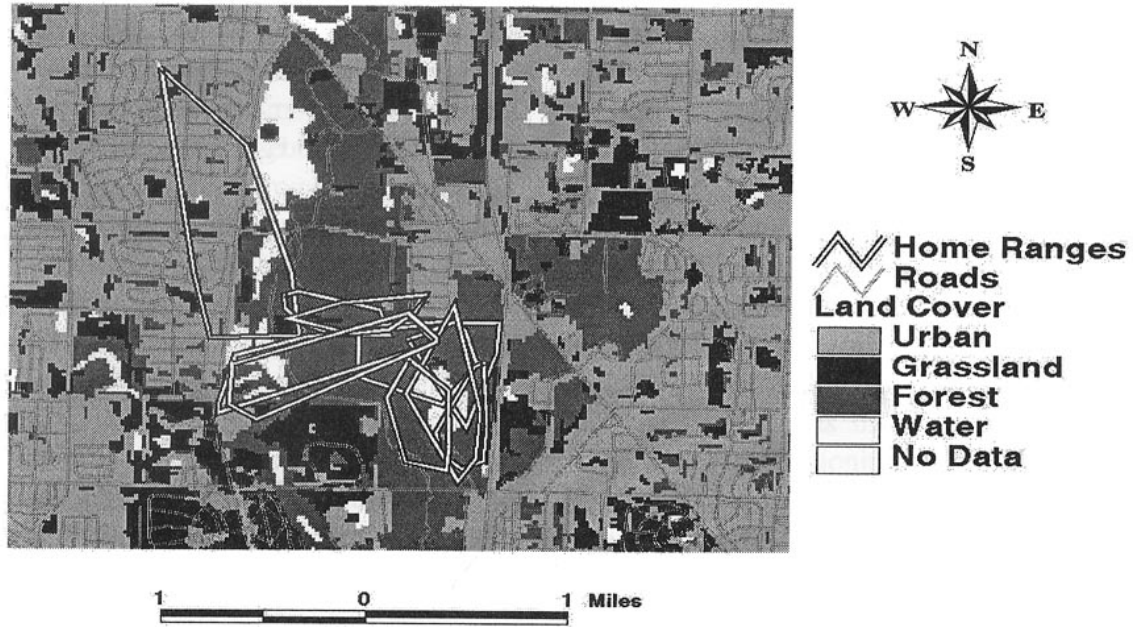 N
W E
S
Home Ranges
Roads
Land Cover
Urban
Grassland
Forest
Water
No Data
1 0 1 Miles